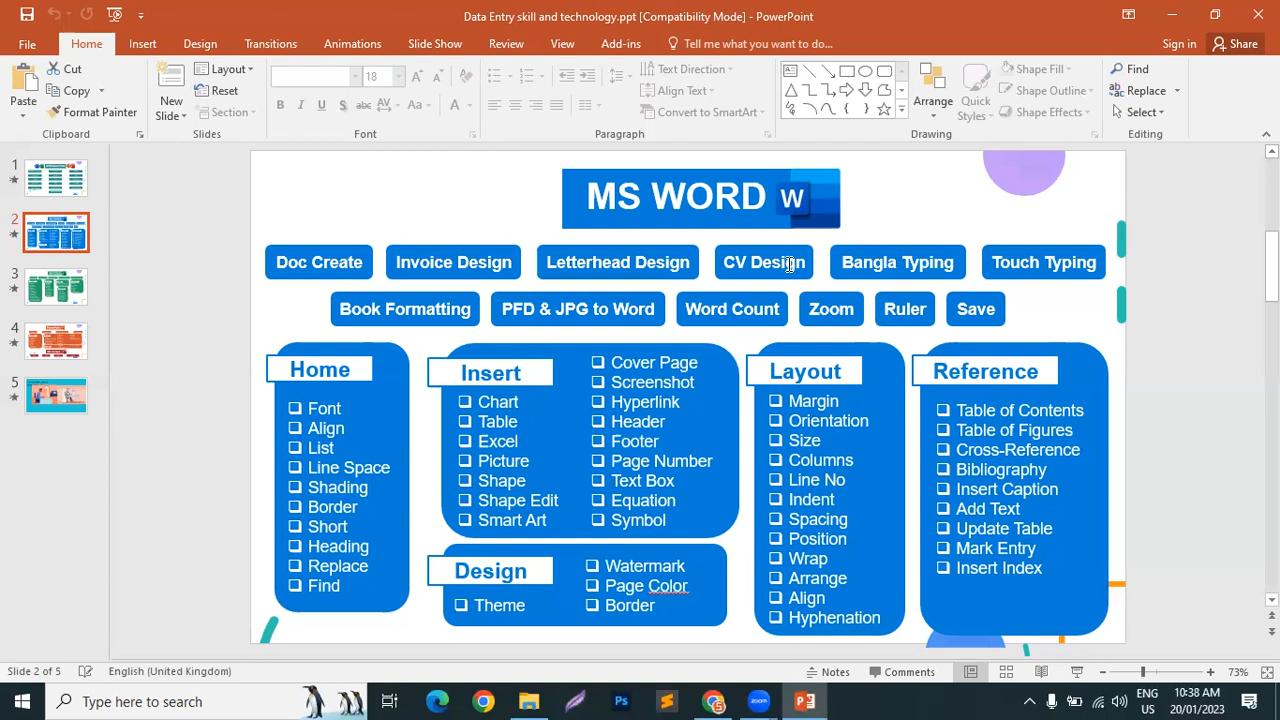 Data Entry skill and technology.ppt [Compatibility Mode] - PowerPoint
File Home Insert Design Transitions Animations Slide Show Review View Add-ins Tell me what you want to do... Sign in Share
Paste Cut Copy Format Painter
Clipboard
New Slide Layout Reset Section
Slides
18
Font
Text Direction Align Text Convert to SmartArt
Paragraph
Arrange Quick Styles Shape Fill Shape Outline Shape Effects
Drawing
Find Replace Select
Editing
1
2
3
4
5
MS WORD W
Doc Create Invoice Design Letterhead Design CV Design Bangla Typing Touch Typing
Book Formatting PFD & JPG to Word Word Count Zoom Ruler Save
Home
Font
Align
List
Line Space
Shading
Border
Short
Heading
Replace
Find
Insert
Chart
Table
Excel
Picture
Shape
Shape Edit
Smart Art
Cover Page
Screenshot
Hyperlink
Header
Footer
Page Number
Text Box
Equation
Symbol
Design
Theme
Watermark
Page Color
Border
Layout
Margin
Orientation
Size
Columns
Line No
Indent
Spacing
Position
Wrap
Arrange
Align
Hyphenation
Reference
Table of Contents
Table of Figures
Cross-Reference
Bibliography
Insert Caption
Add Text
Update Table
Mark Entry
Insert Index
Slide 2 of 5 English (United Kingdom) Notes Comments 73%
Type here to search
ENG
US
10:38 AM
20/01/2023